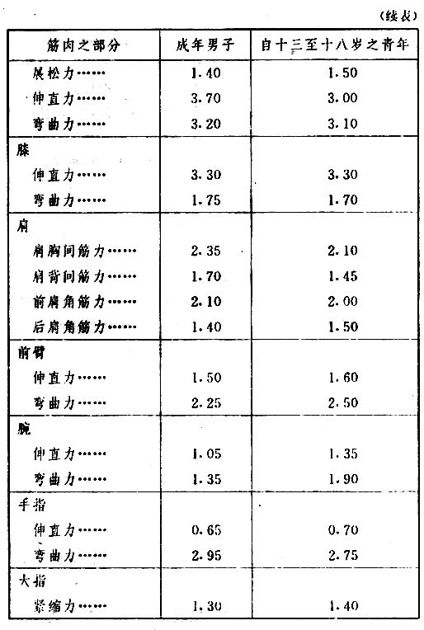 （续表）
筋肉之部分 成年男子 自十三至十八岁之青年
展松力…… 1.40 1.50
伸直力…… 3.70 3.00
弯曲力…… 3.20 3.10
膝
伸直力…… 3.30 3.30
弯曲力…… 1.75 1.70
肩
肩胸间筋力…… 2.35 2.10
肩背间筋力…… 1.70 1.45
前肩角筋力…… 2.10 2.00
后肩角筋力…… 1.40 1.50
前臂
伸直力…… 1.50 1.60
弯曲力…… 2.25 2.50
腕
伸直力…… 1.05 1.35
弯曲力…… 1.35 1.90
手指
伸直力…… 0.65 0.70
弯曲力…… 2.95 2.75
大指
紧缩力…… 1.30 1.40